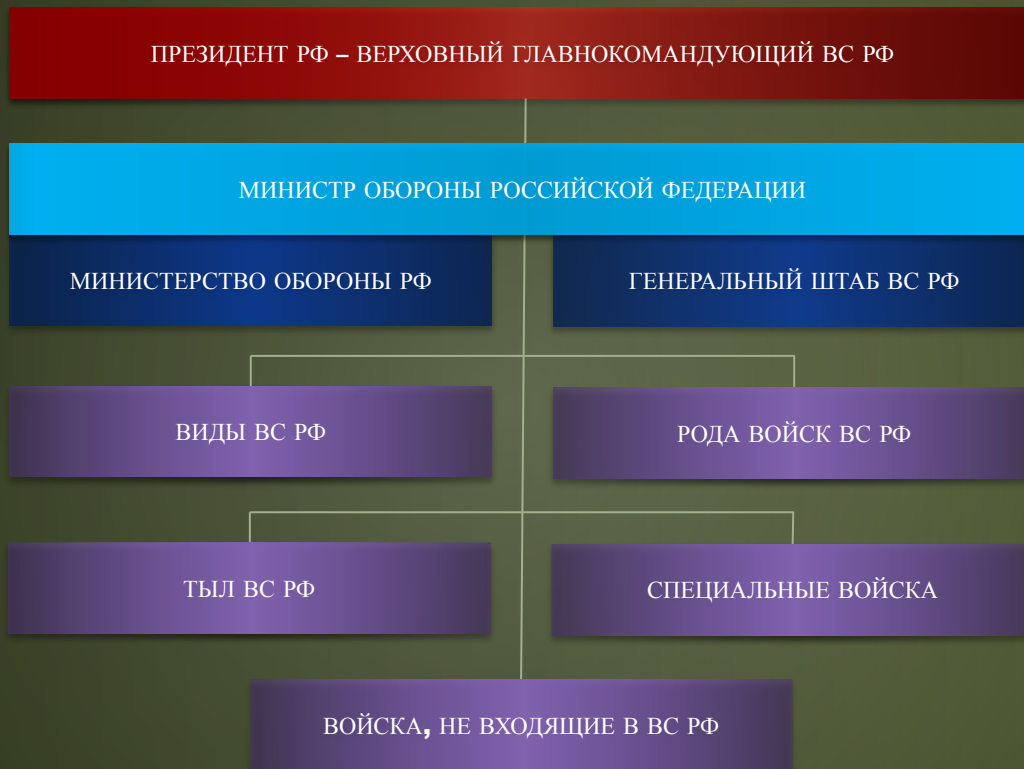 ПРЕЗИДЕНТ РФ – ВЕРХОВНЫЙ ГЛАВНОКОМАНДУЮЩИЙ ВС РФ
МИНИСТР ОБОРОНЫ РОССИЙСКОЙ ФЕДЕРАЦИИ
МИНИСТЕРСТВО ОБОРОНЫ РФ
ГЕНЕРАЛЬНЫЙ ШТАБ ВС РФ
ВИДЫ ВС РФ
РОДА ВОЙСК ВС РФ
ТЫЛ ВС РФ
СПЕЦИАЛЬНЫЕ ВОЙСКА
ВОЙСКА, НЕ ВХОДЯЩИЕ В ВС РФ